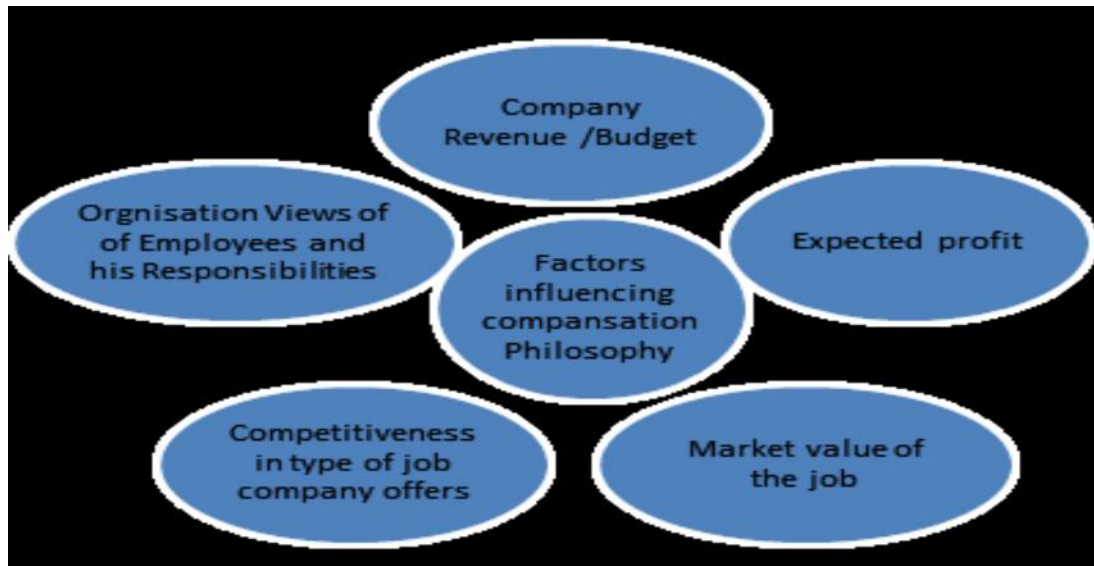 Company
Revenue /Budget
Orgnisation Views of
of Employees and
his Responsibilities
Expected profit
Factors
influencing
compansation
Philosophy
Competitiveness
in type of job
company offers
Market value of
the job